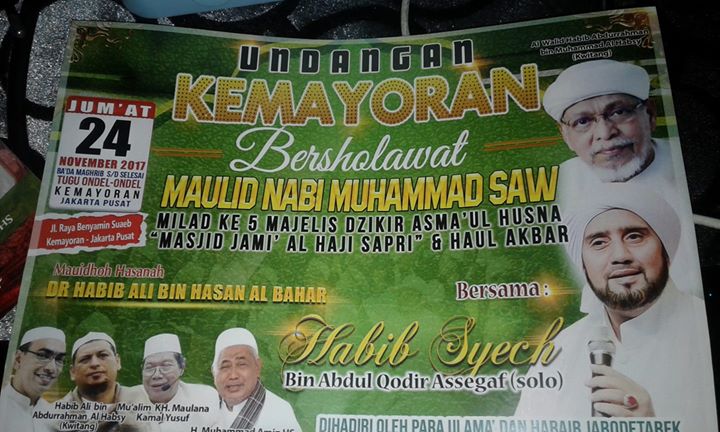 UNDANGAN
KEMAYORAN
Bersholawat
MAULID NABI MUHAMMAD SAW
MILAD KE 5 MAJELIS DZIKIR ASMA'UL HUSNA
"MASJID JAMI' AL HAJI SAPRI" & HAUL AKBAR
JUM'AT
24
NOVEMBER 2017
BA'DA MAGHRIB S/D SELESAI
TUGU ONDEL-ONDEL
KEMAYORAN
JAKARTA PUSAT
Jl. Raya Benyamin Suaeb
Kemayoran - Jakarta Pusat
Al Walid Habib Abdurrahman
bin Muhammad Al Habsy
(Kwitang)
Mauidhoh Hasanah
DR HABIB ALI BIN HASAN AL BAHAR
Bersama :
Habib Syech
Bin Abdul Qodir Assegaf (solo)
Habib Ali bin
Abdurrahman Al Habsy
(Kwitang)
Mu'alim KH. Maulana
Kamal Yusuf
H. Muhammad Amin HS
DIHADIRI OLEH PARA ULAMA' DAN HABAIB JABODETABEK